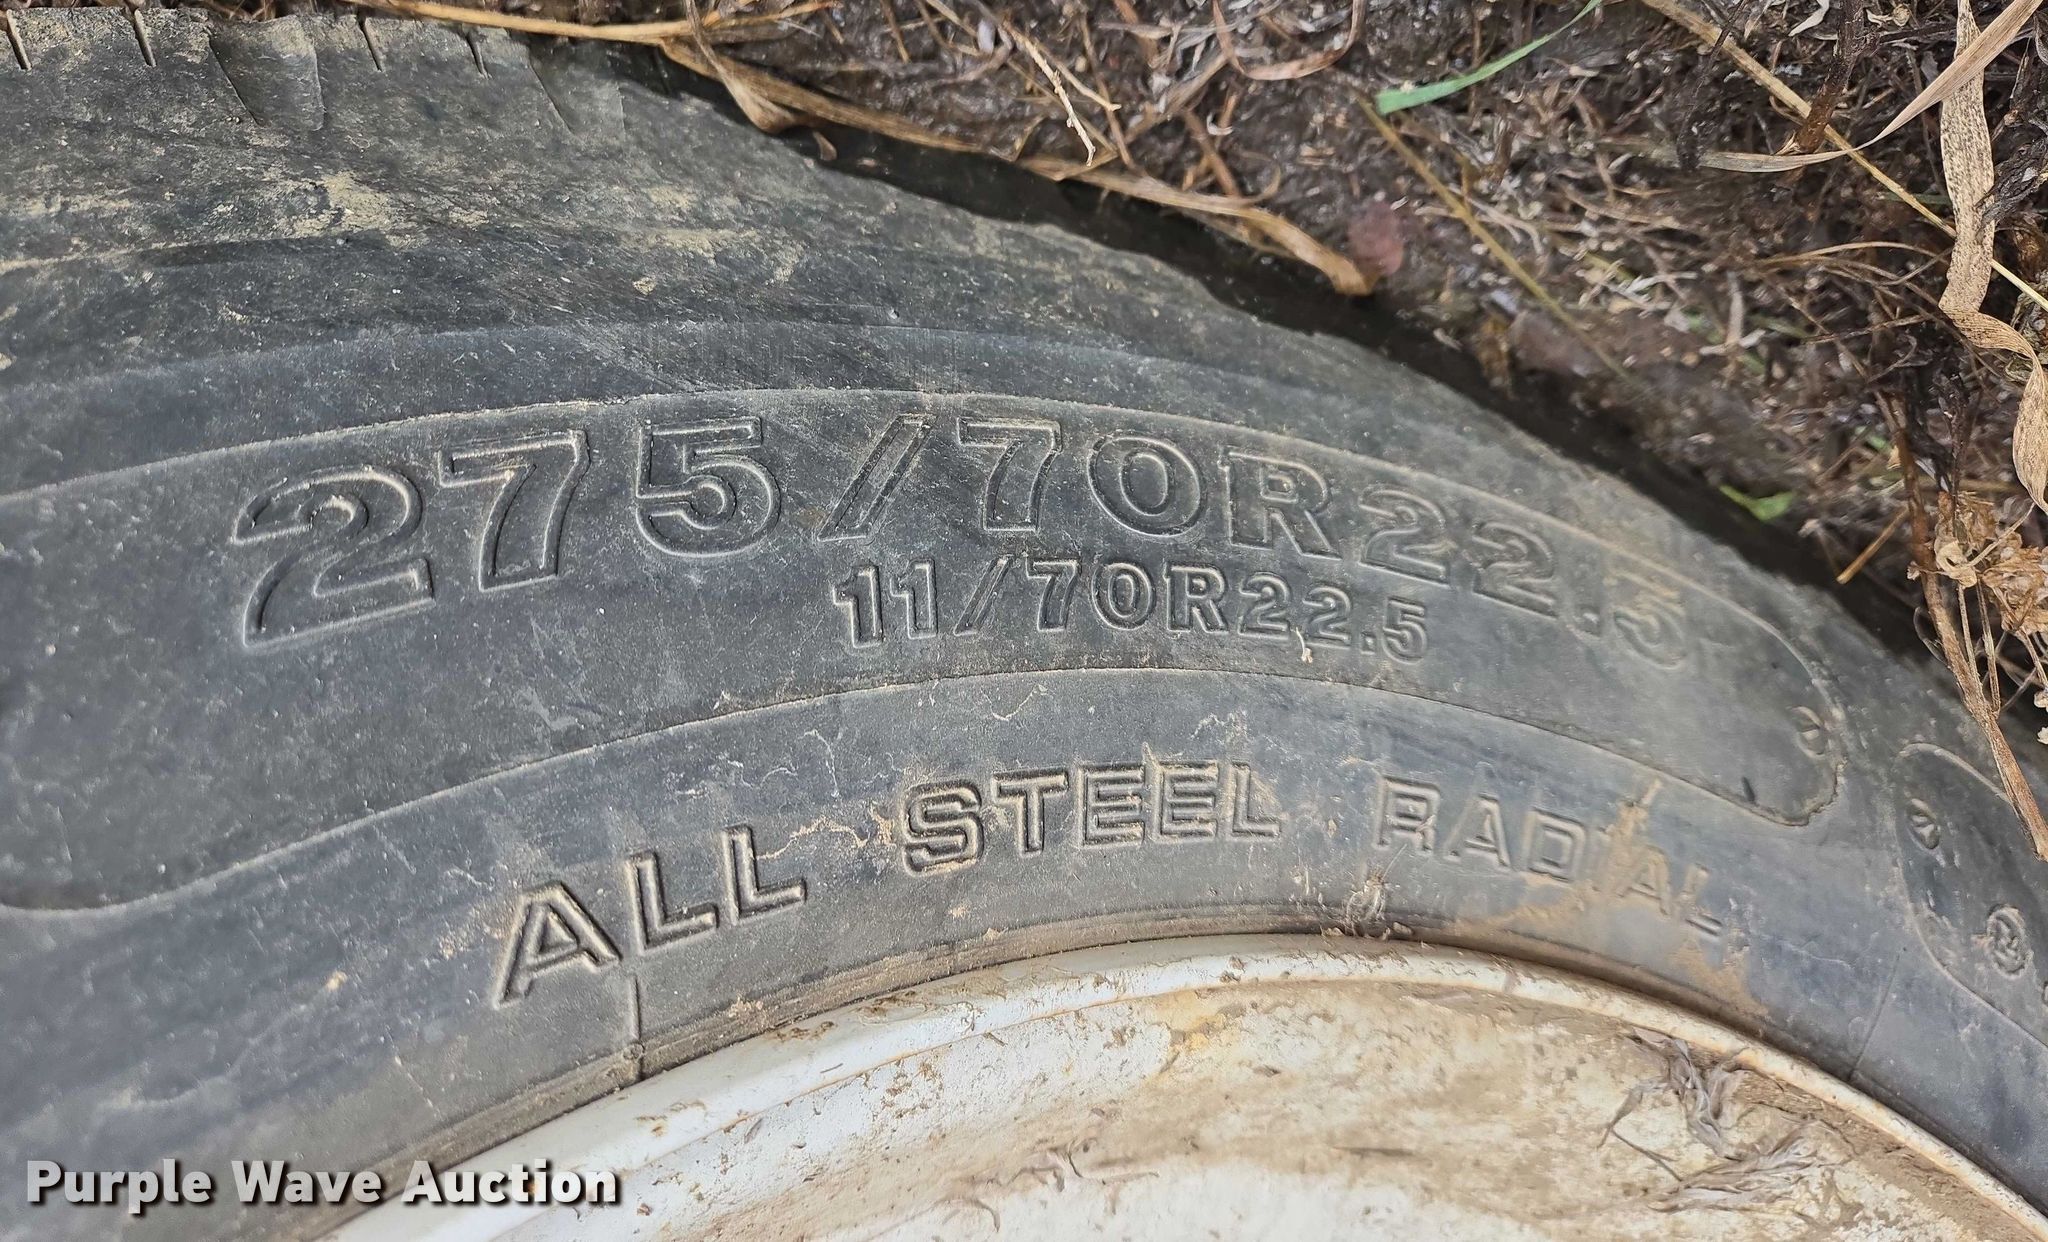 275/70R22.5
11/70R22.5
ALL STEEL RADIAL
Purple Wave Auction